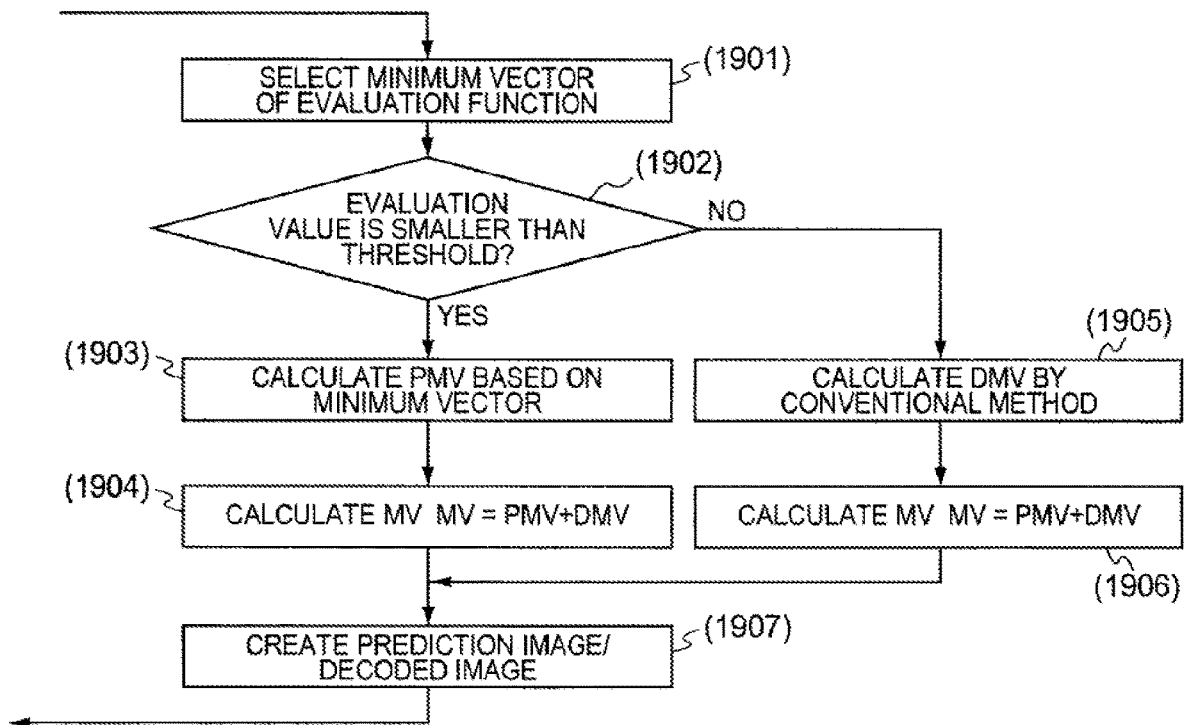 (1901)
SELECT MINIMUM VECTOR
OF EVALUATION FUNCTION
(1902)
EVALUATION
VALUE IS SMALLER THAN
THRESHOLD?
NO
YES
(1903)
CALCULATE PMV BASED ON
MINIMUM VECTOR
(1905)
CALCULATE DMV BY
CONVENTIONAL METHOD
(1904)
CALCULATE MV MV = PMV+DMV
CALCULATE MV MV = PMV+DMV
(1906)
(1907)
CREATE PREDICTION IMAGE/
DECODED IMAGE